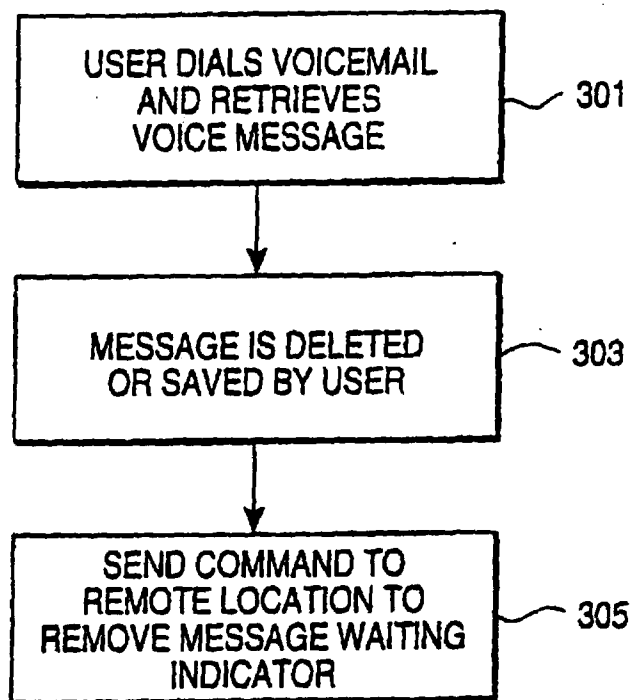 USER DIALS VOICEMAIL
AND RETRIEVES
VOICE MESSAGE
301
MESSAGE IS DELETED
OR SAVED BY USER
303
SEND COMMAND TO
REMOTE LOCATION TO
REMOVE MESSAGE WAITING
INDICATOR
305